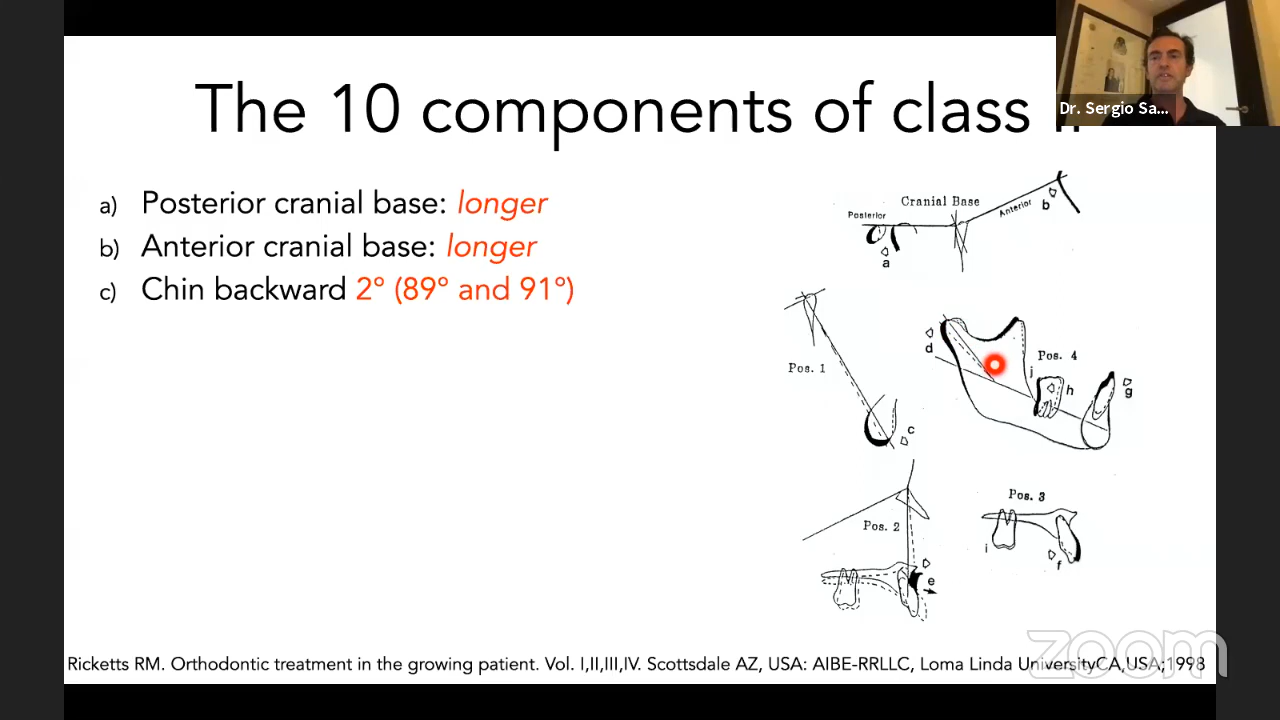 The 10 components of class
Dr. Sergio Sa...
a) Posterior cranial base: longer
b) Anterior cranial base: longer
c) Chin backward 2° (89° and 91°)
Cranial Base
Posterior
Anterior
a
b
Pos. 1
c
d
Pos. 4
j
h
g
Pos. 2
e
Pos. 3
i
f
zoom
Ricketts RM. Orthodontic treatment in the growing patient. Vol. I,II,III,IV. Scottsdale AZ, USA: AIBE-RRLLC, Loma Linda UniversityCA,USA;1998